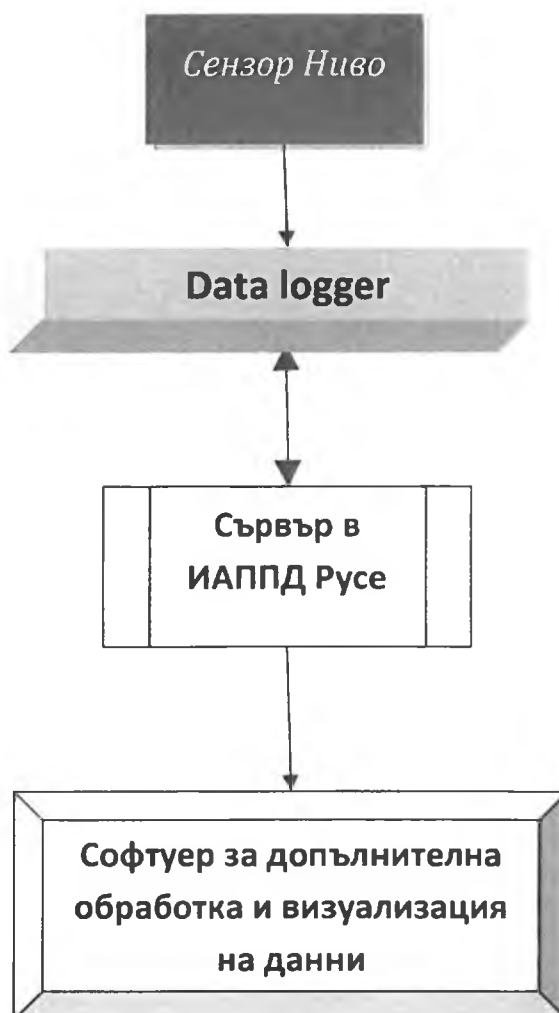 Сензор Ниво
Data logger
Сървър в
ИАППД Русе
Софтуер за допълнителна
обработка и визуализация
на данни